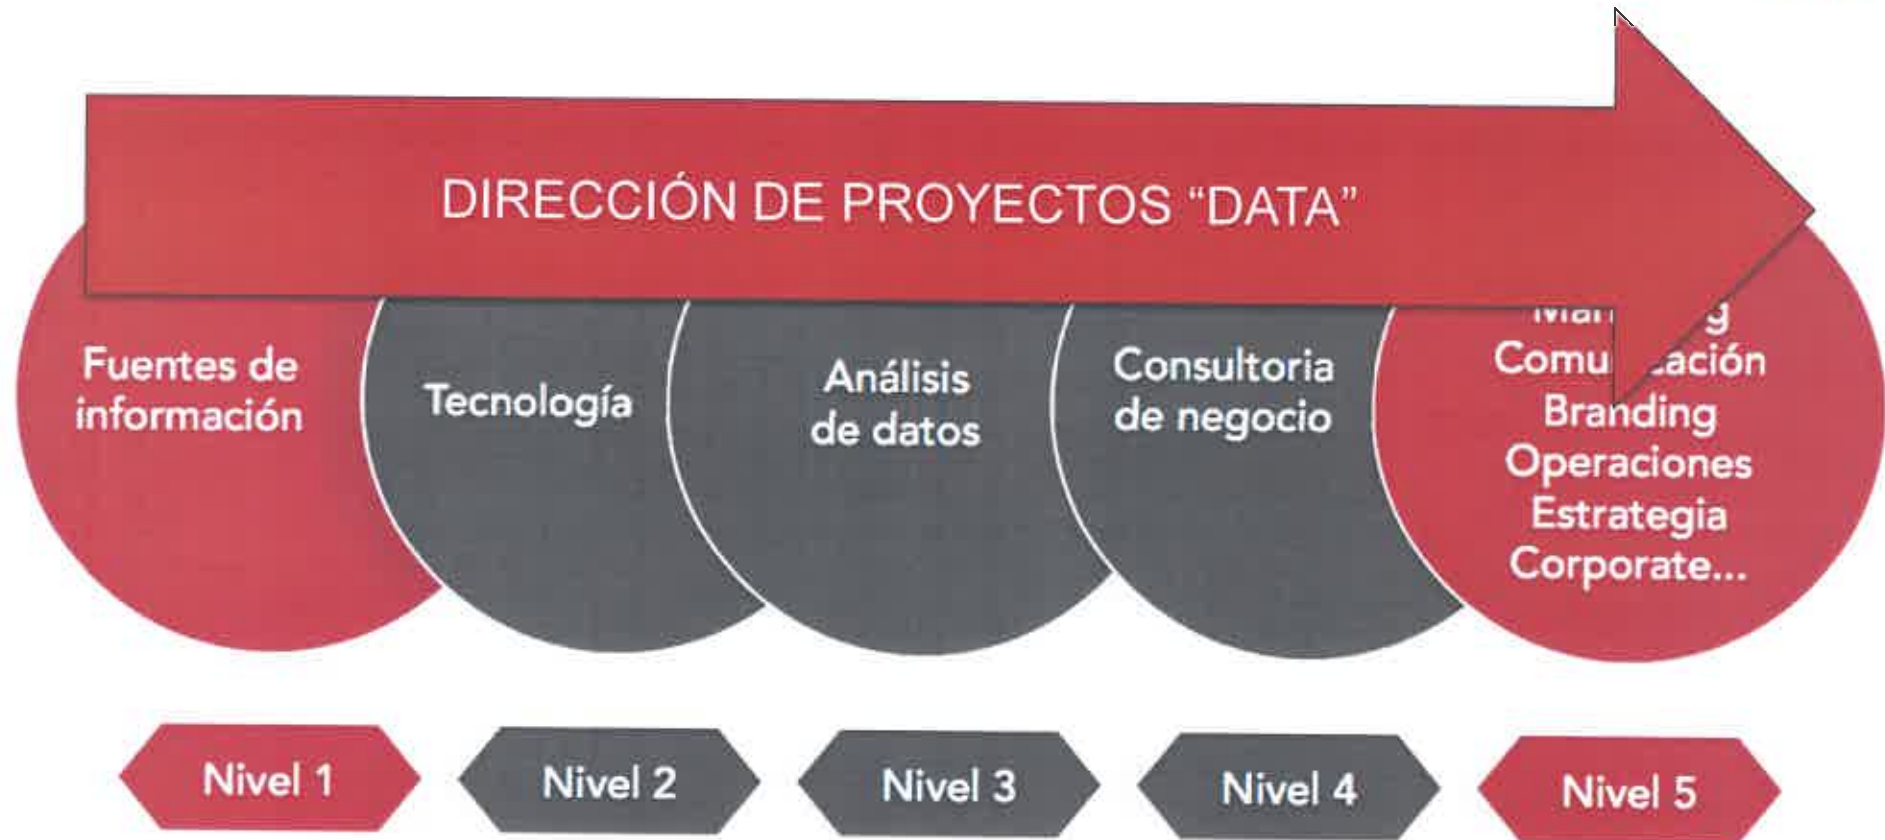 DIRECCIÓN DE PROYECTOS “DATA”
Fuentes de
información
Tecnología
Análisis
de datos
Consultoria
de negocio
Branding
Operaciones
Estrategia
Corporate...
Nivel 1
Nivel 2
Nivel 3
Nivel 4
Nivel 5